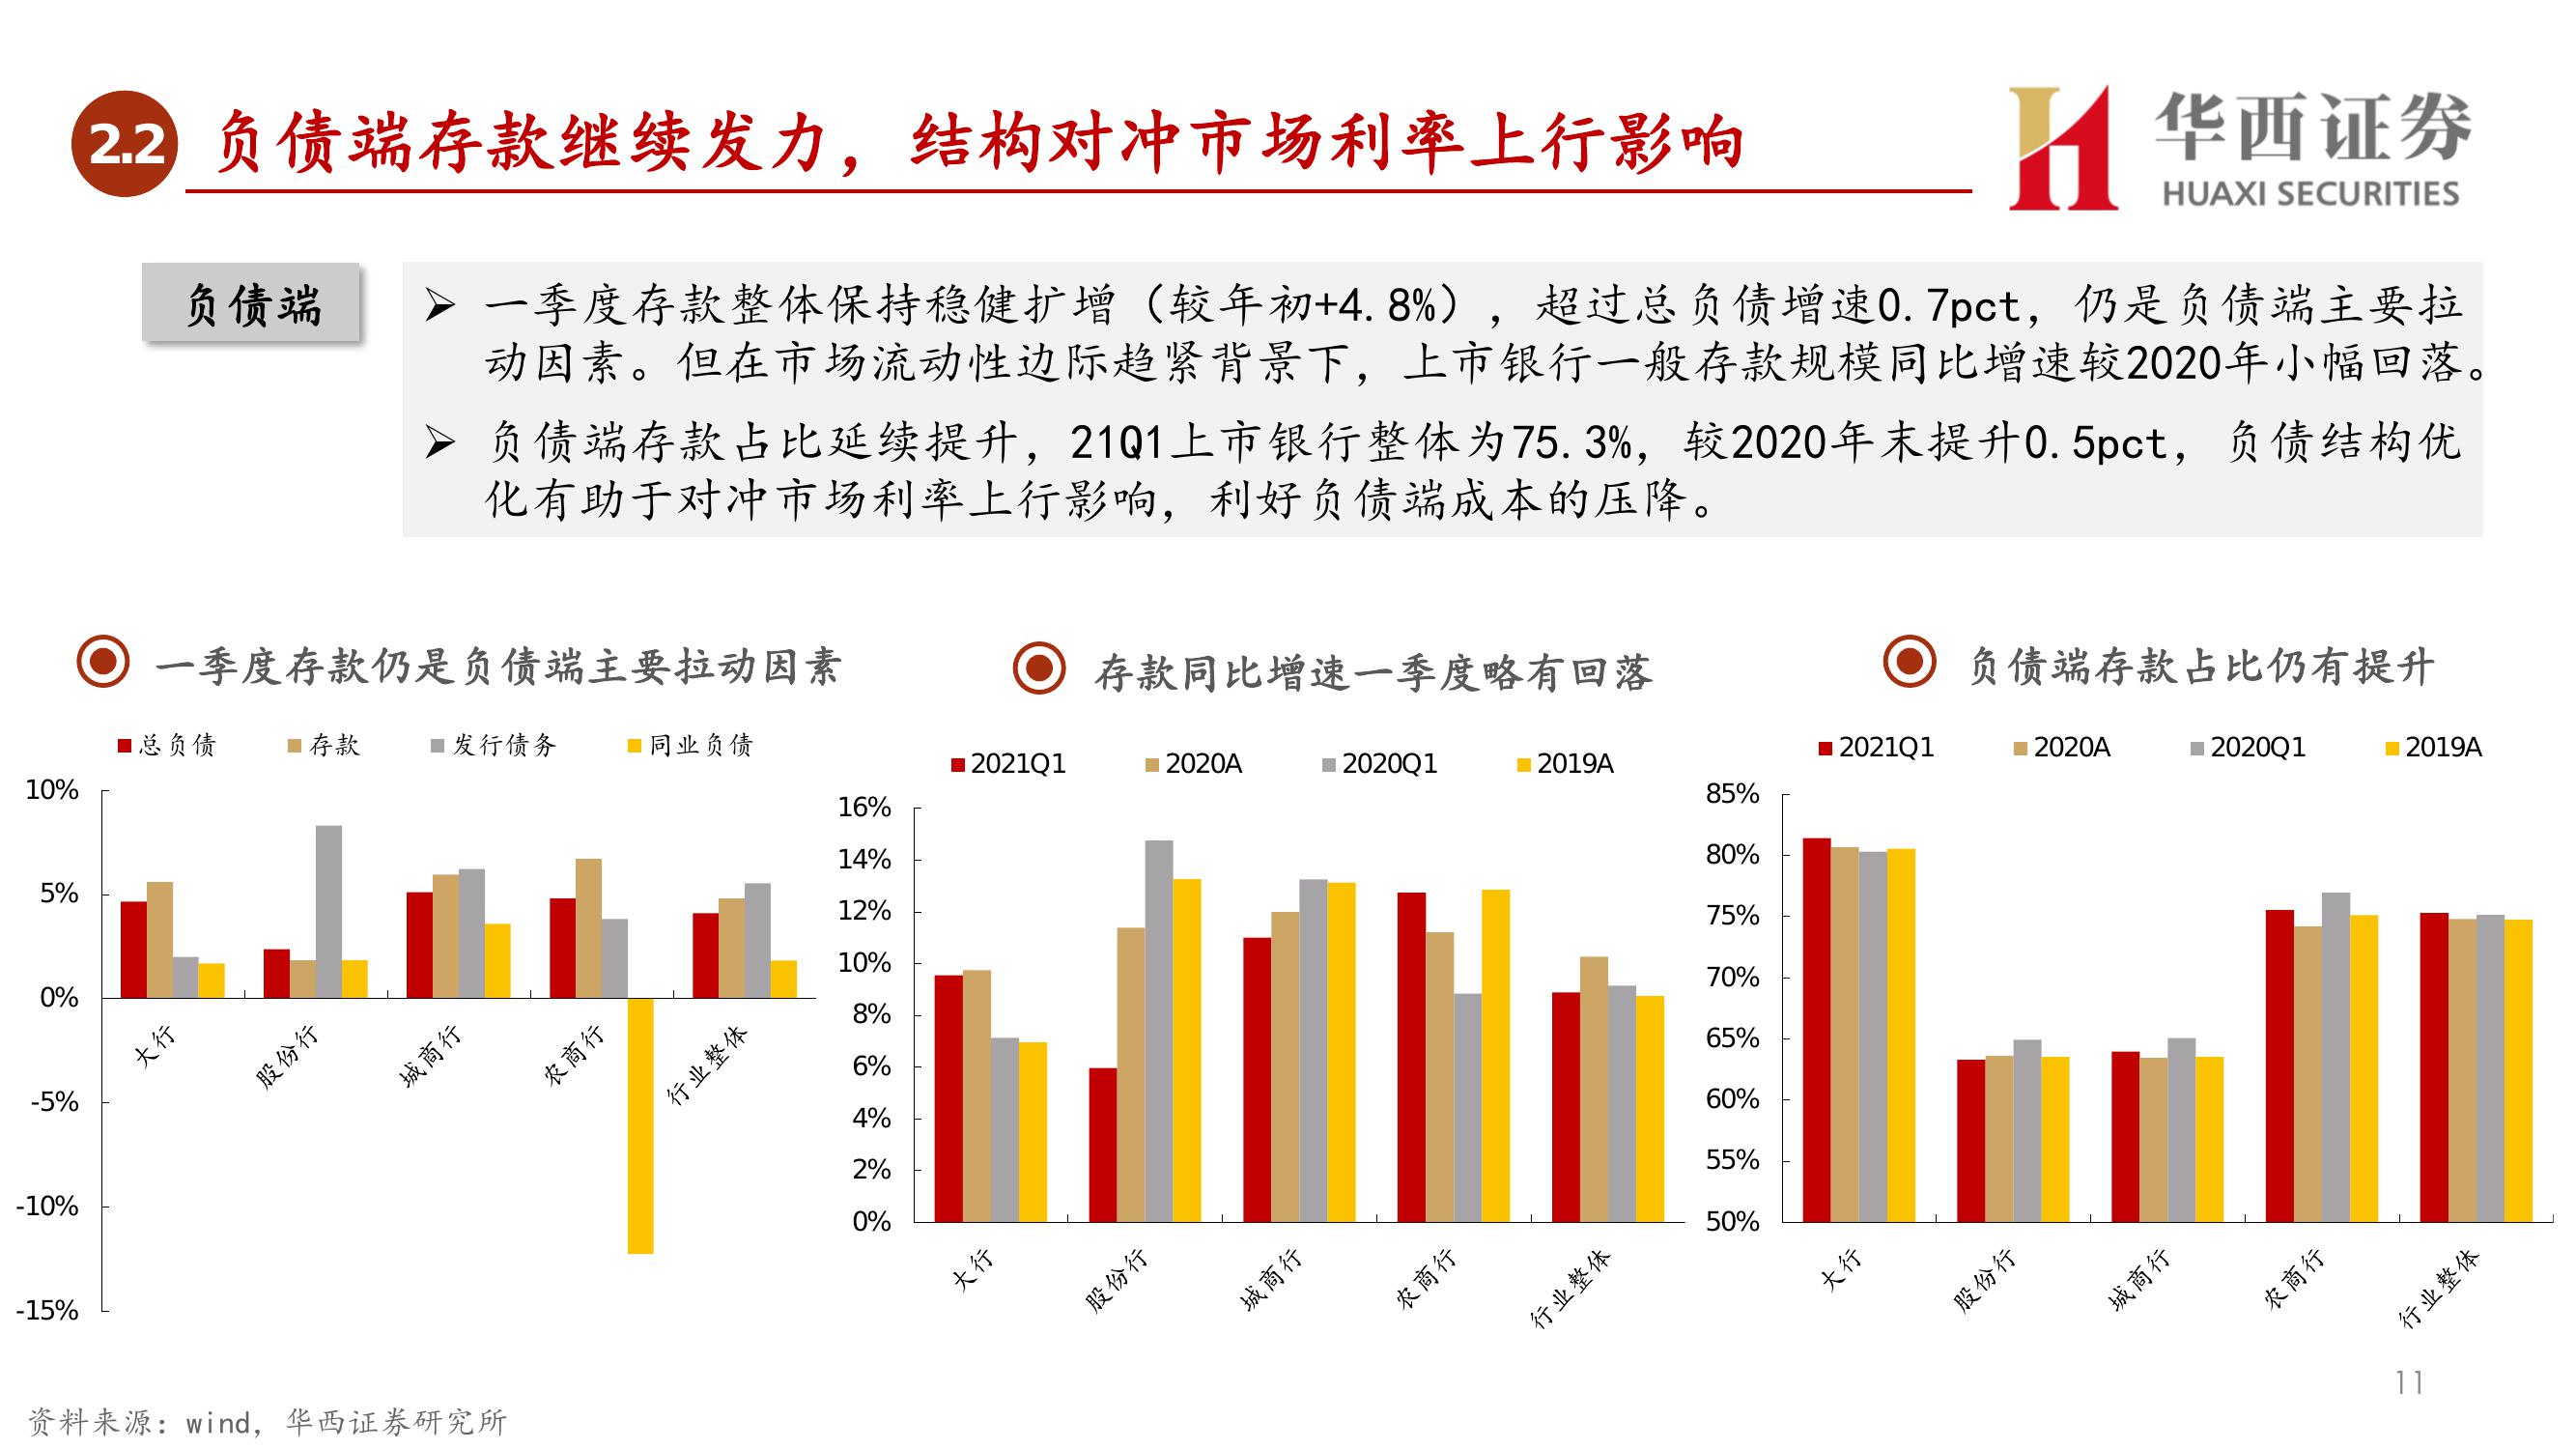 2.2
负债端存款继续发力，结构对冲市场利率上行影响
华西证券
HUAXI SECURITIES
负债端
➢ 一季度存款整体保持稳健扩增（较年初+4.8%），超过总负债增速0.7pct，仍是负债端主要拉
动因素。但在市场流动性边际趋紧背景下，上市银行一般存款规模同比增速较2020年小幅回落。
➢ 负债端存款占比延续提升，21Q1上市银行整体为75.3%，较2020年末提升0.5pct，负债结构优
化有助于对冲市场利率上行影响，利好负债端成本的压降。
一季度存款仍是负债端主要拉动因素
总负债 存款 发行债务 同业负债
10%
5%
0%
-5%
-10%
-15%
大行 股份行 城商行 农商行 行业整体
存款同比增速一季度略有回落
2021Q1 2020A 2020Q1 2019A
16%
14%
12%
10%
8%
6%
4%
2%
0%
大行 股份行 城商行 农商行 行业整体
负债端存款占比仍有提升
2021Q1 2020A 2020Q1 2019A
85%
80%
75%
70%
65%
60%
55%
50%
大行 股份行 城商行 农商行 行业整体
11
资料来源：wind，华西证券研究所